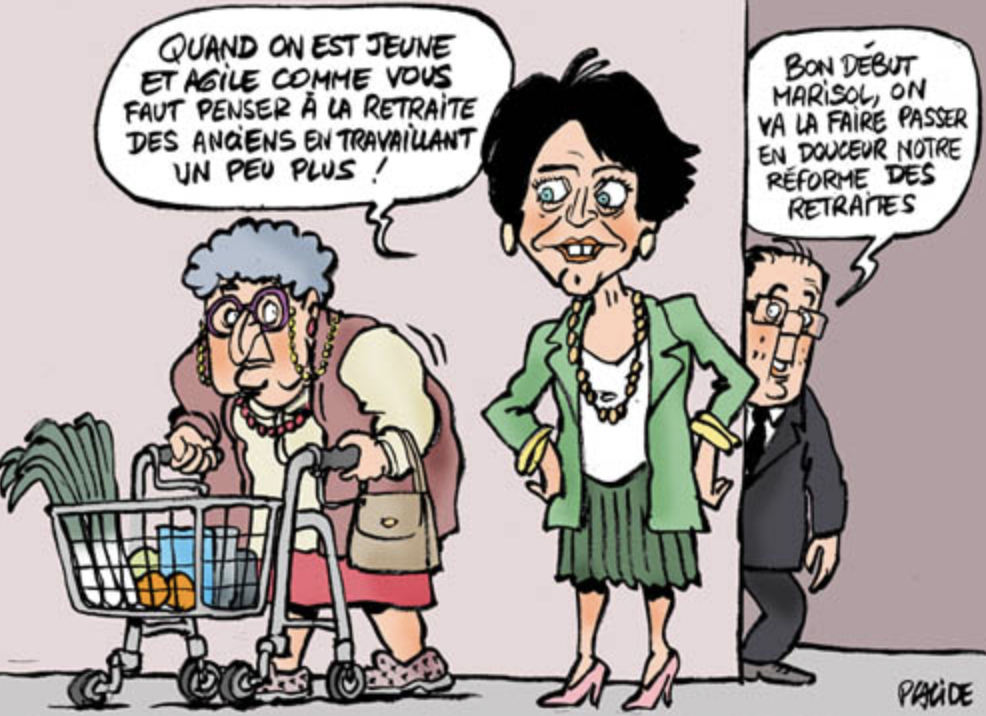 QUAND ON EST JEUNE
ET AGILE COMME VOUS
FAUT PENSER À LA RETRAITE
DES ANCIENS EN TRAVAILLANT
UN PEU PLUS !
BON DÉBUT
MARISOL, ON
VA LA FAIRE PASSER
EN DOUCEUR NOTRE
RÉFORME DES
RETRAITES
PLACIDE